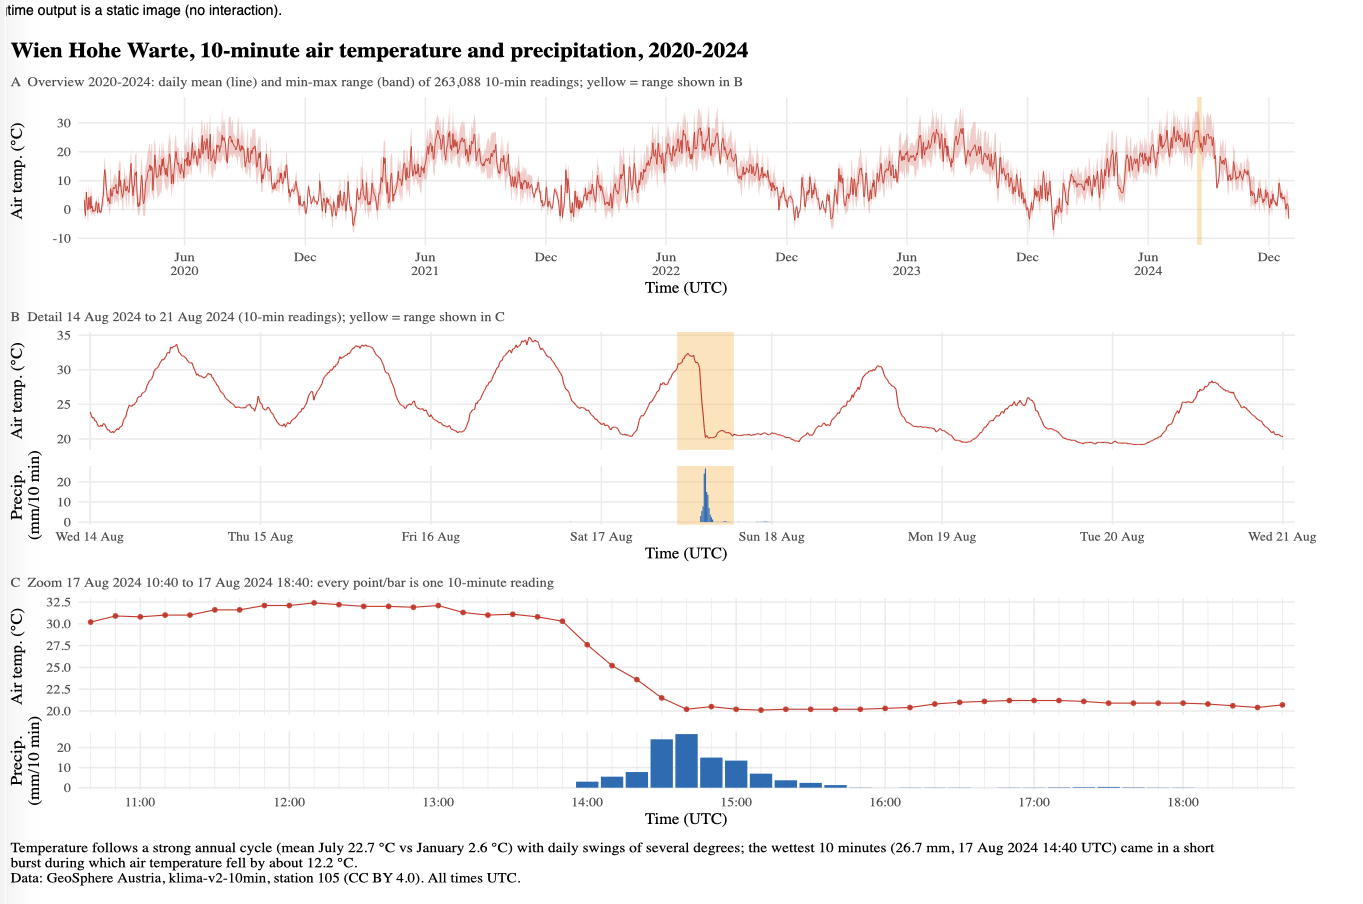 time output is a static image (no interaction).
Wien Hohe Warte, 10-minute air temperature and precipitation, 2020-2024
A Overview 2020-2024: daily mean (line) and min-max range (band) of 263,088 10-min readings; yellow = range shown in B
Air temp. (°C)
30
20
10
0
-10
Jun Dec Jun Dec Jun Dec Jun Dec Jun Dec
2020 2021 2022 2023 2024
Time (UTC)
B Detail 14 Aug 2024 to 21 Aug 2024 (10-min readings); yellow = range shown in C
Air temp. (°C)
35
30
25
20
Precip.
(mm/10 min)
20
10
0
Wed 14 Aug Thu 15 Aug Fri 16 Aug Sat 17 Aug Sun 18 Aug Mon 19 Aug Tue 20 Aug Wed 21 Aug
Time (UTC)
C Zoom 17 Aug 2024 10:40 to 17 Aug 2024 18:40: every point/bar is one 10-minute reading
Air temp. (°C)
32.5
30.0
27.5
25.0
22.5
20.0
Precip.
(mm/10 min)
20
10
0
11:00 12:00 13:00 14:00 15:00 16:00 17:00 18:00
Time (UTC)
Temperature follows a strong annual cycle (mean July 22.7 °C vs January 2.6 °C) with daily swings of several degrees; the wettest 10 minutes (26.7 mm, 17 Aug 2024 14:40 UTC) came in a short
burst during which air temperature fell by about 12.2 °C.
Data: GeoSphere Austria, klima-v2-10min, station 105 (CC BY 4.0). All times UTC.